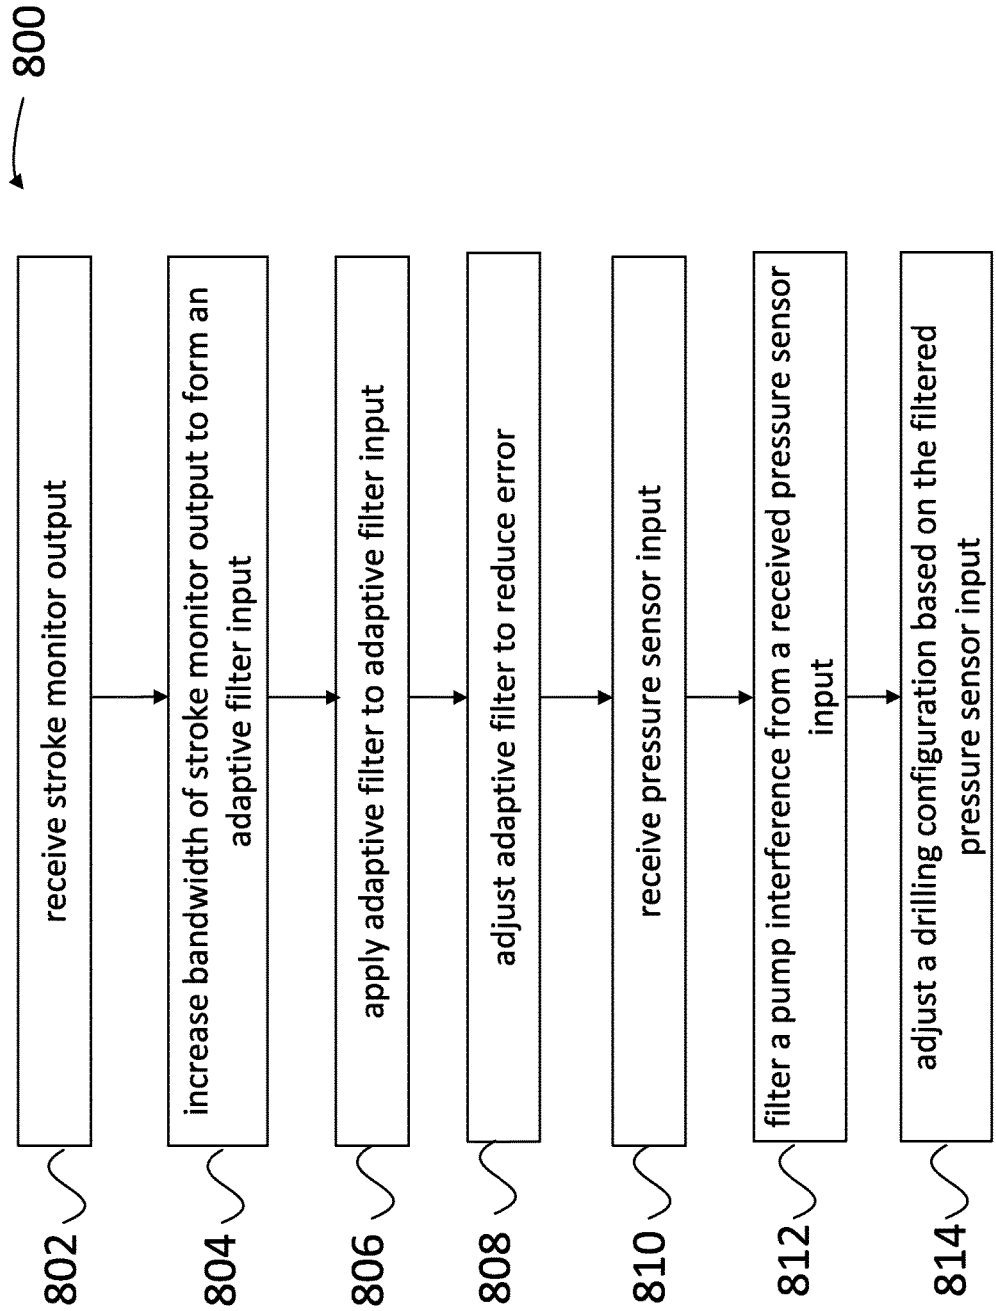 800
802
receive stroke monitor output
804
increase bandwidth of stroke monitor output to form an
adaptive filter input
806
apply adaptive filter to adaptive filter input
808
adjust adaptive filter to reduce error
810
receive pressure sensor input
812
filter a pump interference from a received pressure sensor
input
814
adjust a drilling configuration based on the filtered
pressure sensor input